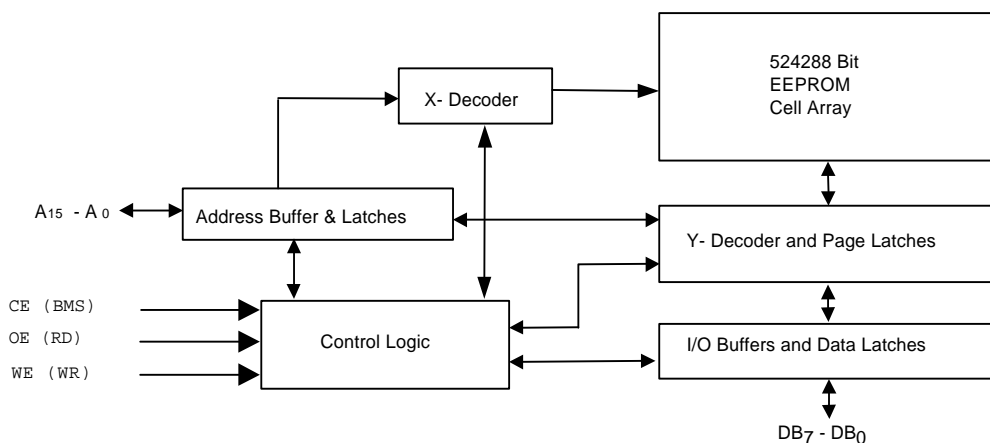 524288 Bit
EEPROM
Cell Array
X- Decoder
A15 - A0
Address Buffer & Latches
Y- Decoder and Page Latches
CE (BMS)
OE (RD)
WE (WR)
Control Logic
I/O Buffers and Data Latches
DB7 - DB0